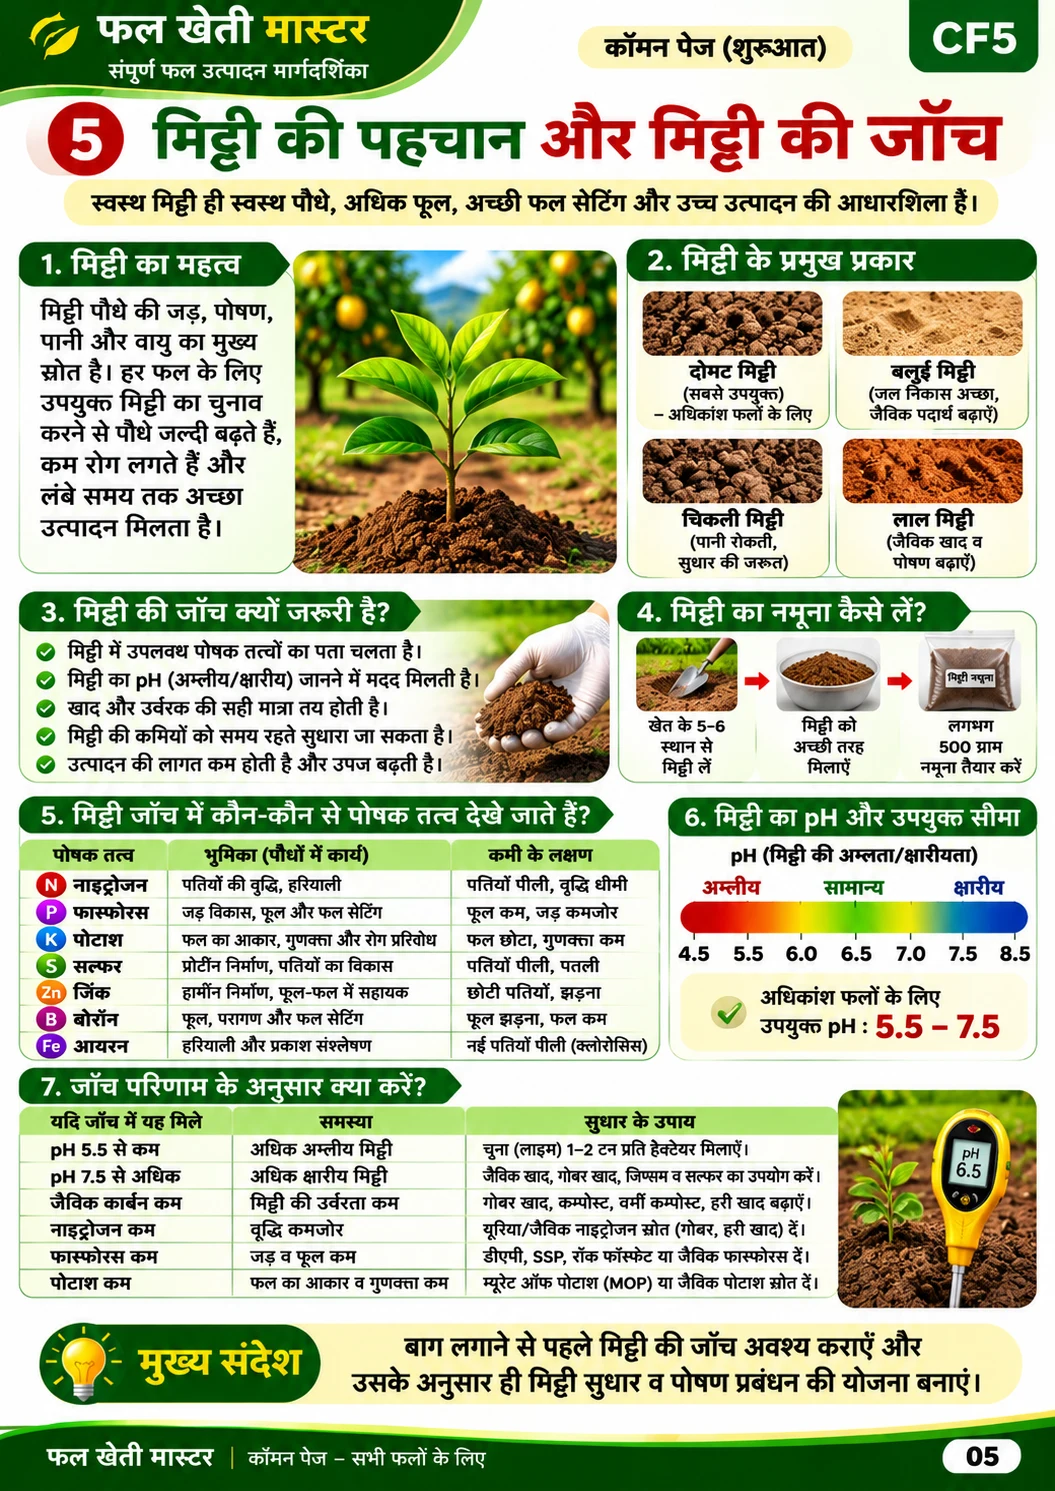 फल खेती मास्टर
संपुर्ण फल उत्पादन मार्गदर्शिका
कॉमन पेज (शुरूआत)
CF5
5 मिट्टी की पहचान और मिट्टी की जाँच
स्वस्थ मिट्टी ही स्वस्थ पौधे, अधिक फूल, अच्छी फल सेटिंग और उच्च उत्पादन की आधारशिला हैं।
1. मिट्टी का महत्व
मिट्टी पौधे की जड़, पोषण,
पानी और वायु का मुख्य
स्रोत है। हर फल के लिए
उपयुक्त मिट्टी का चुनाव
करने से पौधे जल्दी बढ़ते हैं,
कम रोग लगते हैं और
लंबे समय तक अच्छा
उत्पादन मिलता है।
2. मिट्टी के प्रमुख प्रकार
दोमट मिट्टी
(सबसे उपयुक्त)
– अधिकांश फलों के लिए
बलुई मिट्टी
(जल निकास अच्छा,
जैविक पदार्थ बढ़ाएँ)
चिकली मिट्टी
(पानी रोकती,
सुधार की जरूत)
लाल मिट्टी
(जैविक खाद व
पोषण बढ़ाएँ)
3. मिट्टी की जाँच क्यों जरूरी है?
मिट्टी में उपलवथ पोषक तत्वों का पता चलता है।
मिट्टी का pH (अम्लीय/क्षारीय) जानने में मदद मिलती है।
खाद और उर्वरक की सही मात्रा तय होती है।
मिट्टी की कमियों को समय रहते सुधारा जा सकता है।
उत्पादन की लागत कम होती है और उपज बढ़ती है।
4. मिट्टी का नमूना कैसे लें?
खेत के 5-6
स्थान से
मिट्टी लें
मिट्टी को
अच्छी तरह
मिलाएँ
मिट्टी नमूना
लगभग
500 ग्राम
नमूना तैयार करें
5. मिट्टी जाँच में कौन-कौन से पोषक तत्व देखे जाते हैं?
पोषक तत्व भूमिका (पौधों में कार्य) कमी के लक्षण
N नाइट्रोजन पतियों की वुद्धि, हरियाली पतियों पीली, वुद्धि धीमी
P फास्फोरस जड़ विकास, फूल और फल सेटिंग फूल कम, जड़ कमजोर
K पोटाश फल का आकार, गुणक्ता और रोग प्ररिवोध फल छोटा, गुणक्ता कम
S सल्फर प्रोटींन निर्माण, पतियों का विकास पतियों पीली, पतली
Zn जिंक हार्मीन निर्माण, फूल-फल में सहायक छोटी पतियों, झड़ना
B बोरॉन फूल, परागण और फल सेटिंग फूल झड़ना, फल कम
Fe आयरन हरियाली और प्रकाश संश्लेषण नई पतियों पीली (क्लोरोसिस)
6. मिट्टी का pH और उपयुक्त सीमा
pH (मिट्टी की अम्लता/क्षारीयता)
अम्लीय सामान्य क्षारीय
4.5 5.5 6.0 6.5 7.0 7.5 8.5
अधिकांश फलों के लिए
उपयुक्त pH : 5.5 – 7.5
7. जाँच परिणाम के अनुसार क्या करें?
यदि जाँच में यह मिले समस्या सुधार के उपाय
pH 5.5 से कम अधिक अम्लीय मिट्टी चुना (लाइम) 1–2 टन प्रति हेक्टेयर मिलाएँ।
pH 7.5 से अधिक अधिक क्षारीय मिट्टी जैविक खाद, गोबर खाद, जिप्सम व सल्फर का उपयोग करें।
जैविक कार्बन कम मिट्टी की उर्वरता कम गोबर खाद, कम्पोस्ट, वर्मी कम्पोस्ट, हरी खाद बढ़ाएँ।
नाइट्रोजन कम वृद्धि कमजोर यूरिया/जैविक नाइट्रोजन स्रोत (गोबर, हरी खाद) दें।
फास्फोरस कम जड़ व फूल कम डीएपी, SSP, रॉक फॉस्फेट या जैविक फास्फोरस दें।
पोटाश कम फल का आकार व गुणक्ता कम म्यूरेट ऑफ पोटाश (MOP) या जैविक पोटाश स्रोत दें।
pH
6.5
मुख्य संदेश
बाग लगाने से पहले मिट्टी की जाँच अवश्य कराएँ और
उसके अनुसार ही मिट्टी सुधार व पोषण प्रबंधन की योजना बनाएं।
फल खेती मास्टर | कॉमन पेज – सभी फलों के लिए
05